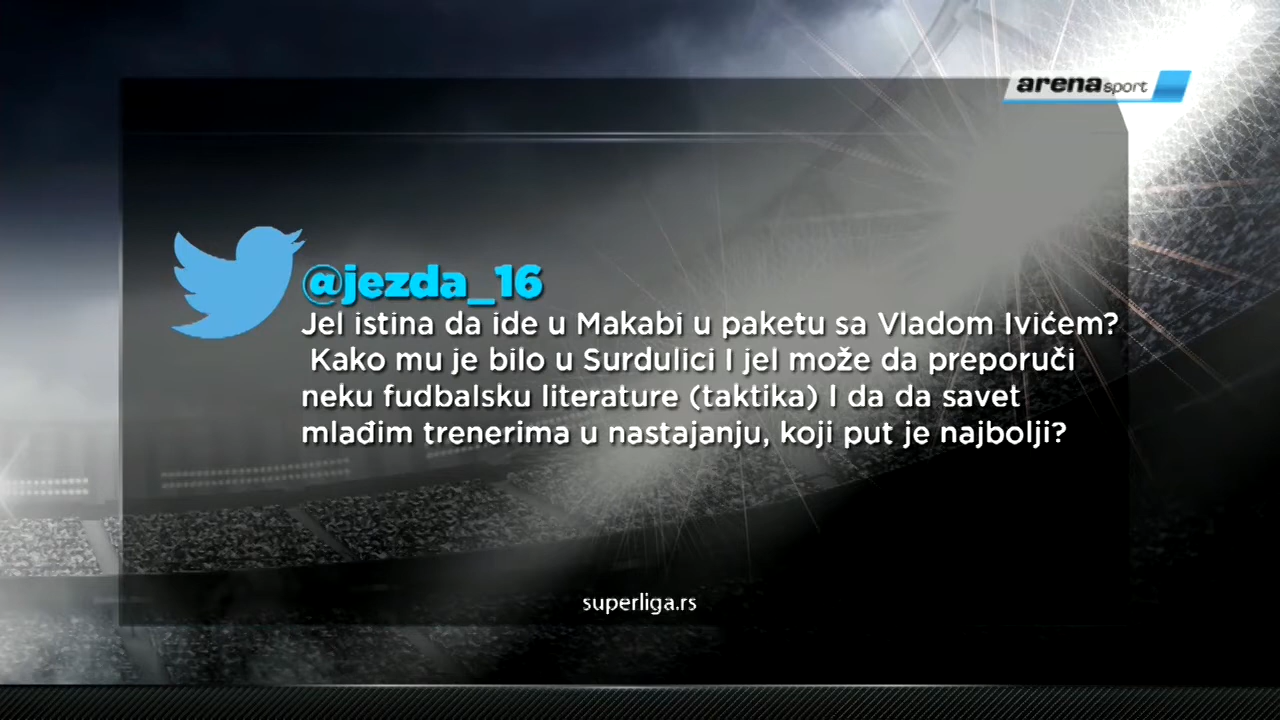 arenasport
@jezda_16
Jel istina da ide u Makabi u paketu sa Vladom Ivićem?
Kako mu je bilo u Surdulici I jel može da preporuči
neku fudbalsku literature (taktika) I da da savet
mlađim trenerima u nastajanju, koji put je najbolji?
superliga.rs